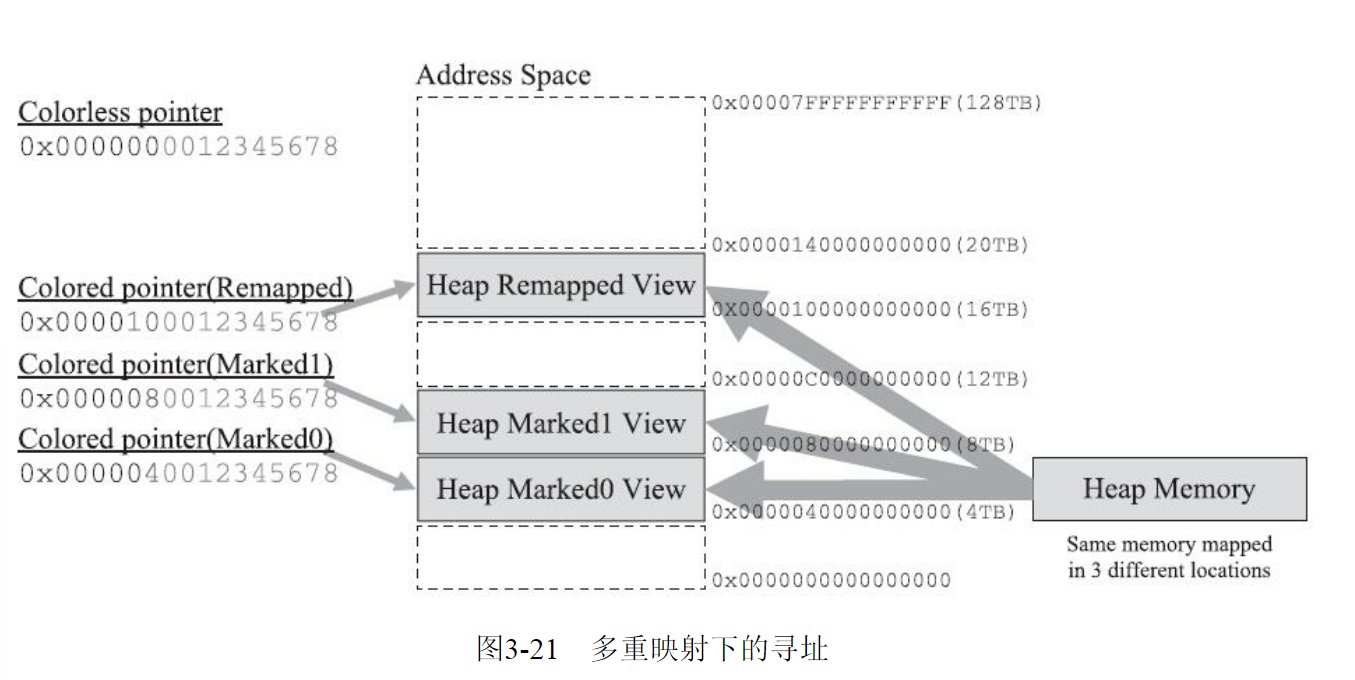 Address Space
0x00007FFFFFFFFFFF(128TB)
Colorless pointer
0x0000000012345678
0x0000140000000000(20TB)
Colored pointer(Remapped)
0x0000100012345678
Heap Remapped View
0X0000100000000000(16TB)
Colored pointer(Marked1)
0x0000080012345678
0x00000C0000000000(12TB)
Heap Marked1 View
0x0000080000000000(8TB)
Colored pointer(Marked0)
0x0000040012345678
Heap Marked0 View
0x0000040000000000(4TB)
Heap Memory
Same memory mapped
in 3 different locations
0x0000000000000000
图3-21 多重映射下的寻址